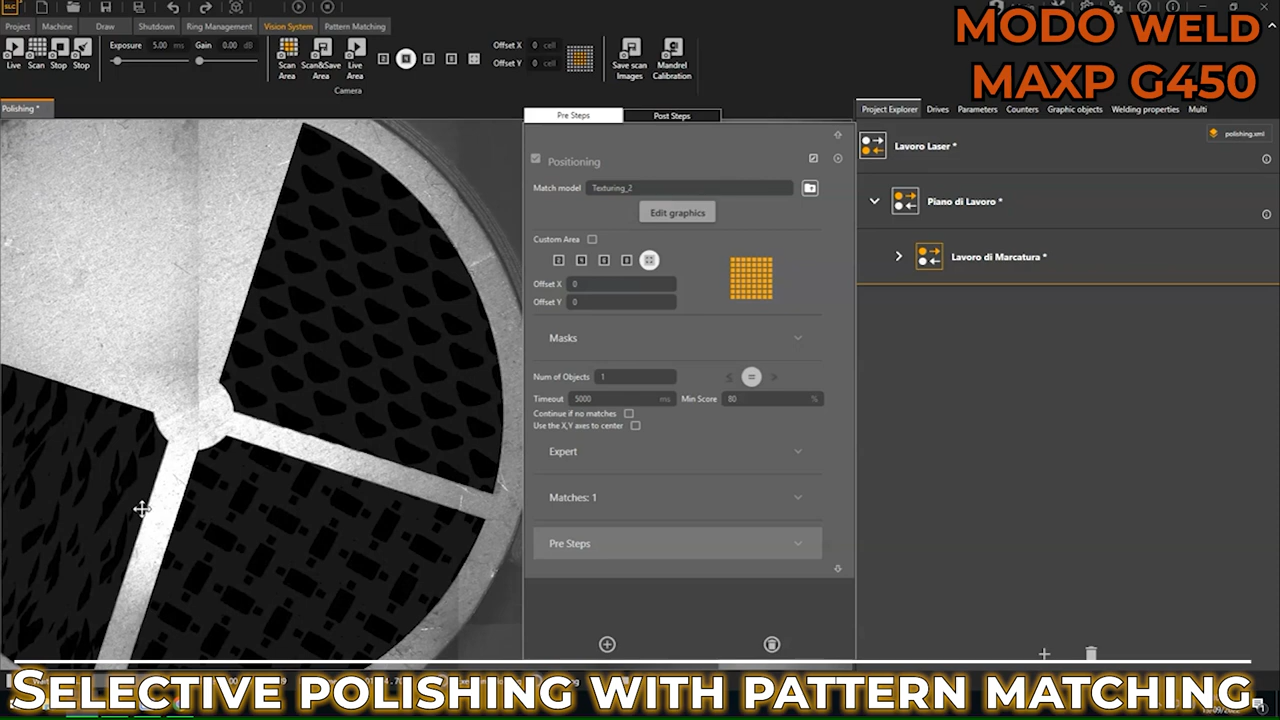 SLC
MODO WELD
MAXP G450
Project Machine Draw Shutdown Ring Management Vision System Pattern Matching
Exposure 5.00 ms Gain 0.00 dB
Live Scan Stop Stop
Scan Area
Scan&Save Area
Live Area
Offset X 0 cell
Offset Y 0 cell
Save scan Images
Mandrel Calibration
Camera
Polishing *
Pre Steps Post Steps
Positioning
Match model Texturing_2
Edit graphics
Custom Area
Offset X 0
Offset Y 0
Masks
Num of Objects 1 ≤ = >
Timeout 5000 ms Min Score 80 %
Continue if no matches
Use the X,Y axes to center
Expert
Matches: 1
Pre Steps
Project Explorer Drives Parameters Counters Graphic objects Welding properties Multi
Lavoro Laser *
polishing.xml
Piano di Lavoro *
Lavoro di Marcatura *
SELECTIVE POLISHING WITH PATTERN MATCHING